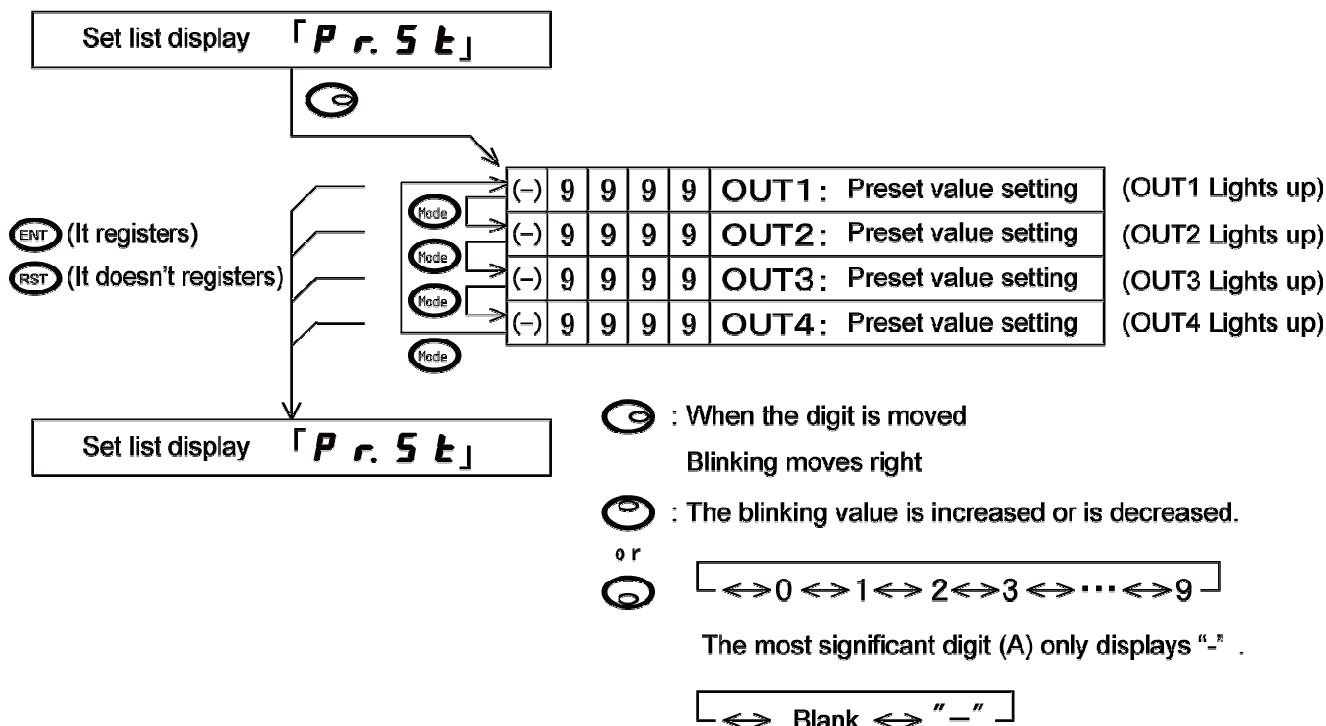 Set list display 「Pr.St」
(-) 9 9 9 9 OUT1: Preset value setting (OUT1 Lights up)
Mode
ENT (It registers)
(-) 9 9 9 9 OUT2: Preset value setting (OUT2 Lights up)
Mode
RST (It doesn't registers)
(-) 9 9 9 9 OUT3: Preset value setting (OUT3 Lights up)
Mode
(-) 9 9 9 9 OUT4: Preset value setting (OUT4 Lights up)
Mode
Set list display 「Pr.St」
: When the digit is moved
Blinking moves right
: The blinking value is increased or is decreased.
or
0 1 2 3 ··· 9
The most significant digit (A) only displays “-” .
Blank ″—″